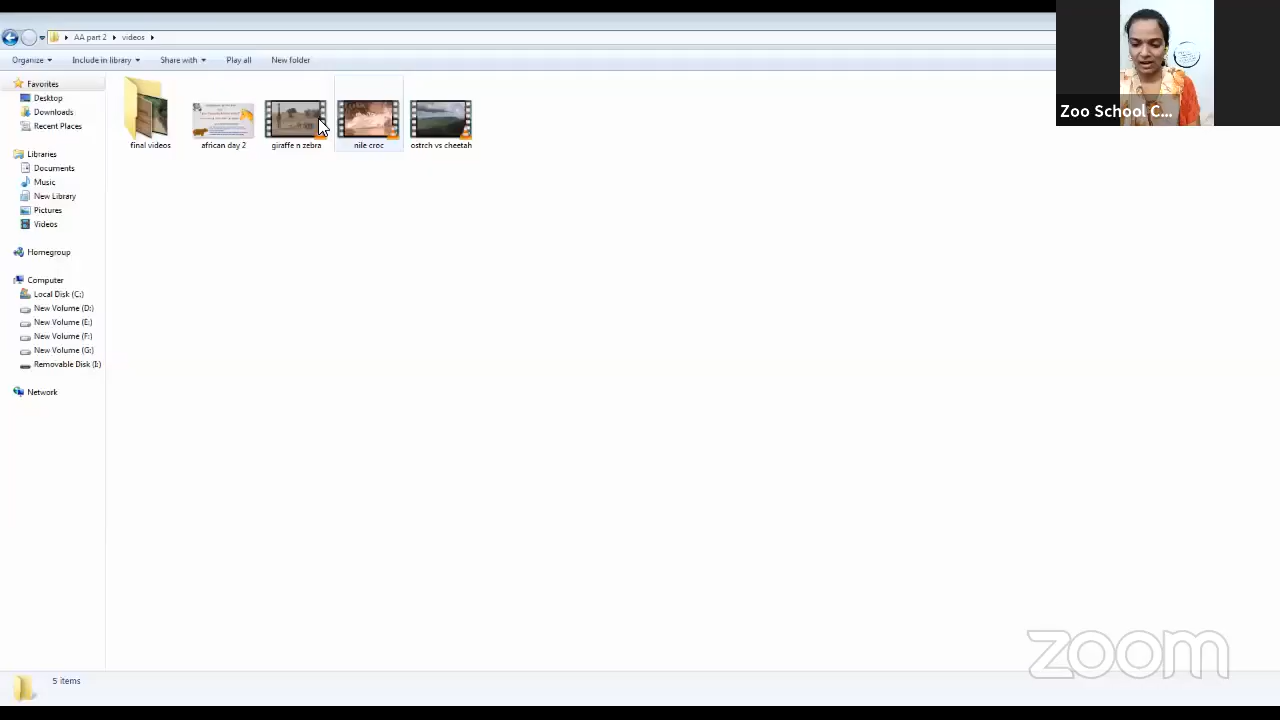 AA part 2 videos
Organize Include in library Share with Play all New folder
Favorites
Desktop
Downloads
Recent Places
Libraries
Documents
Music
New Library
Pictures
Videos
Homegroup
Computer
Local Disk (C:)
New Volume (D:)
New Volume (E:)
New Volume (F:)
New Volume (G:)
Removable Disk (I:)
Network
final videos
african day 2
giraffe n zebra
nile croc
ostrch vs cheetah
5 items
Zoo School C...
zoom